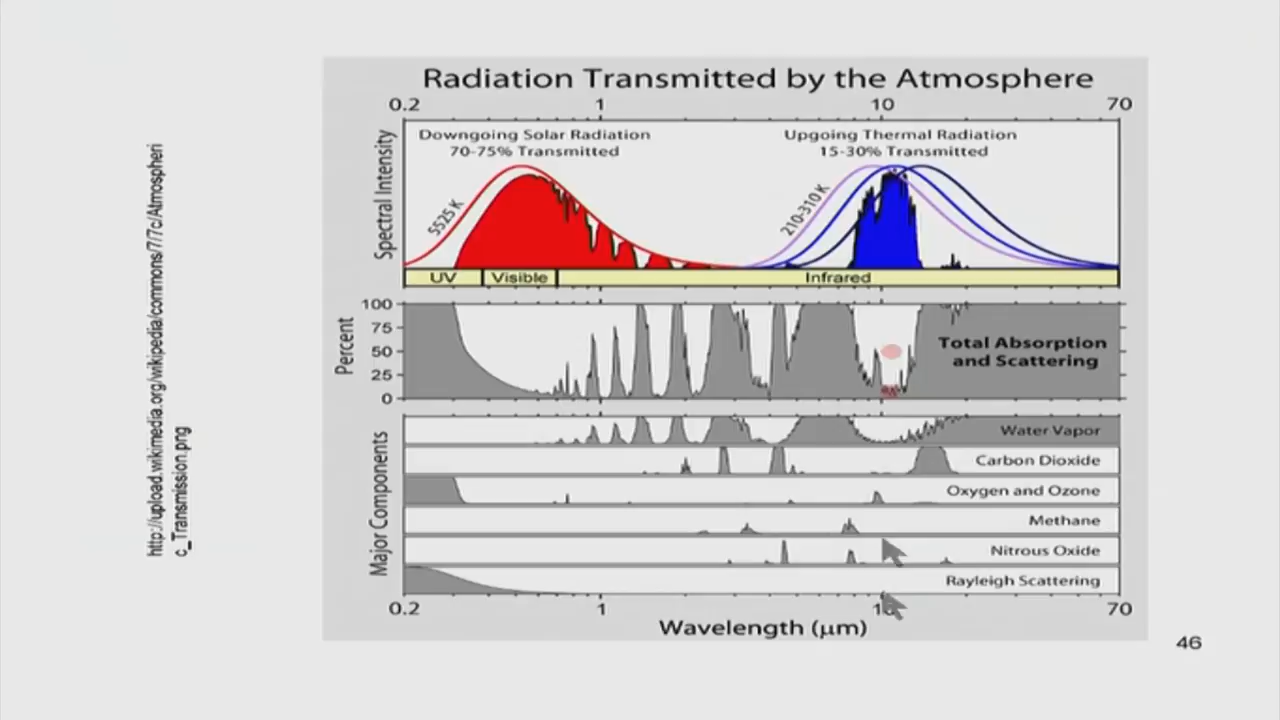 http://upload.wikimedia.org/wikipedia/commons/7/7c/Atmospheri
c_Transmission.png
Radiation Transmitted by the Atmosphere
0.2 1 10 70
Spectral Intensity
Downgoing Solar Radiation
70-75% Transmitted
Upgoing Thermal Radiation
15-30% Transmitted
5525 K
210-310 K
UV Visible Infrared
Percent
100
75
50
25
0
Total Absorption
and Scattering
Major Components
Water Vapor
Carbon Dioxide
Oxygen and Ozone
Methane
Nitrous Oxide
Rayleigh Scattering
0.2 1 10 70
Wavelength (μm)
46